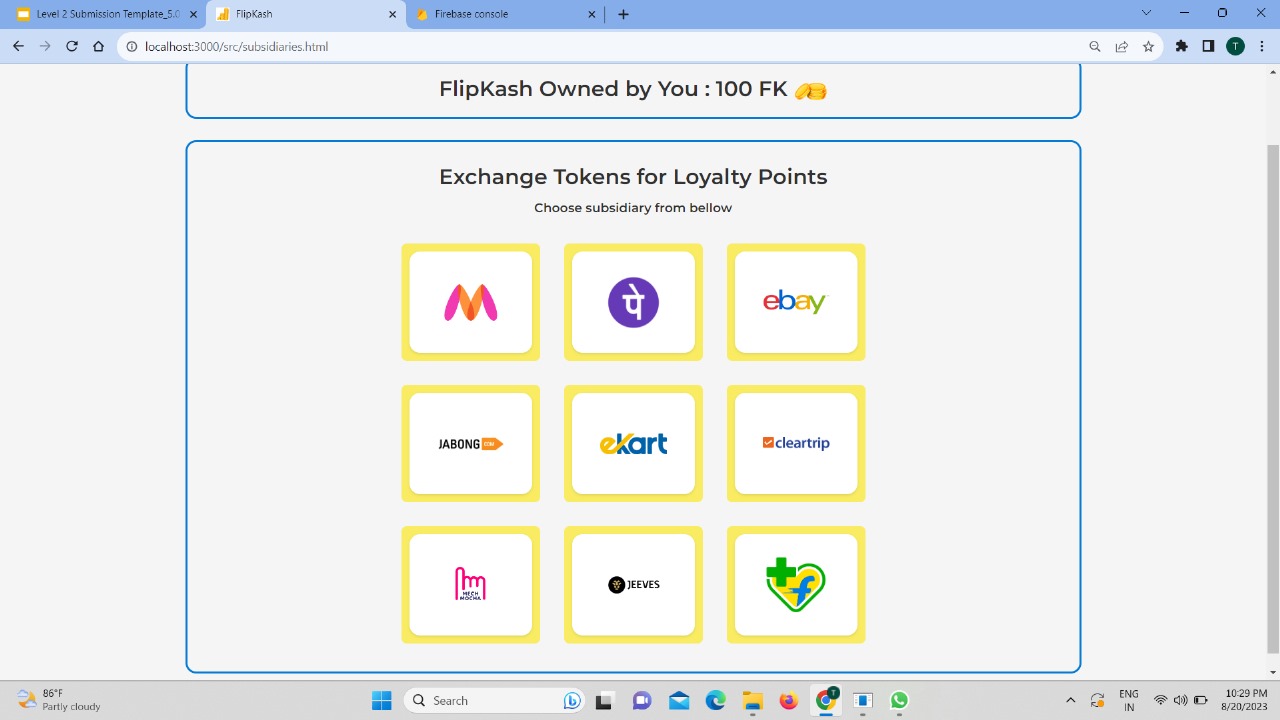 Level 2 Submission Template_5.0
FlipKash
Firebase console
localhost:3000/src/subsidiaries.html
T
FlipKash Owned by You : 100 FK
Exchange Tokens for Loyalty Points
Choose subsidiary from bellow
पे
ebay
JABONG
COM
eKart
cleartrip
MECH
MOCHA
JEEVES
f
86°F
Partly cloudy
Search
T
ENG
IN
10:29 PM
8/20/2023